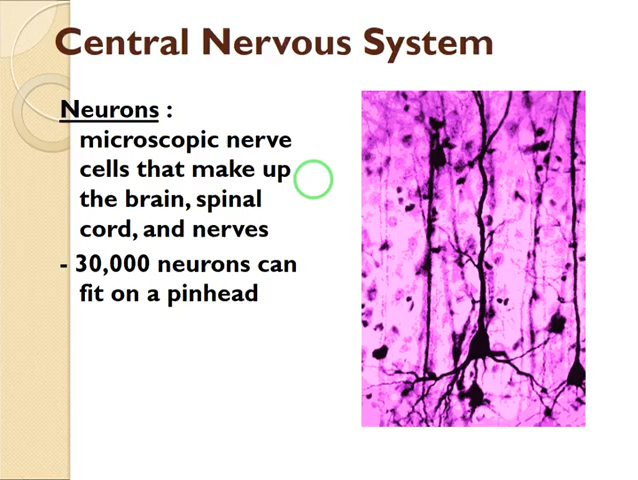 Central Nervous System
Neurons :
microscopic nerve
cells that make up
the brain, spinal
cord, and nerves
- 30,000 neurons can
fit on a pinhead